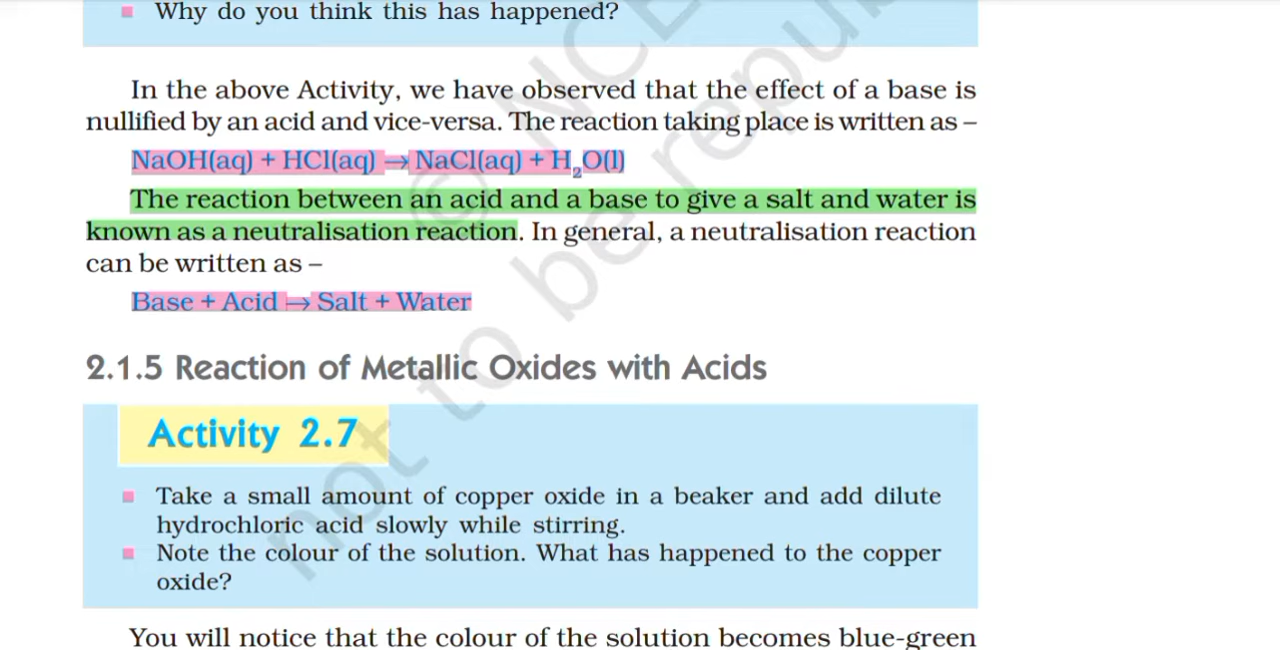 Why do you think this has happened?
In the above Activity, we have observed that the effect of a base is
nullified by an acid and vice-versa. The reaction taking place is written as –
NaOH(aq) + HCl(aq) → NaCl(aq) + H₂O(l)
The reaction between an acid and a base to give a salt and water is
known as a neutralisation reaction. In general, a neutralisation reaction
can be written as –
Base + Acid → Salt + Water
2.1.5 Reaction of Metallic Oxides with Acids
Activity 2.7
Take a small amount of copper oxide in a beaker and add dilute
hydrochloric acid slowly while stirring.
Note the colour of the solution. What has happened to the copper
oxide?
You will notice that the colour of the solution becomes blue-green
not to be